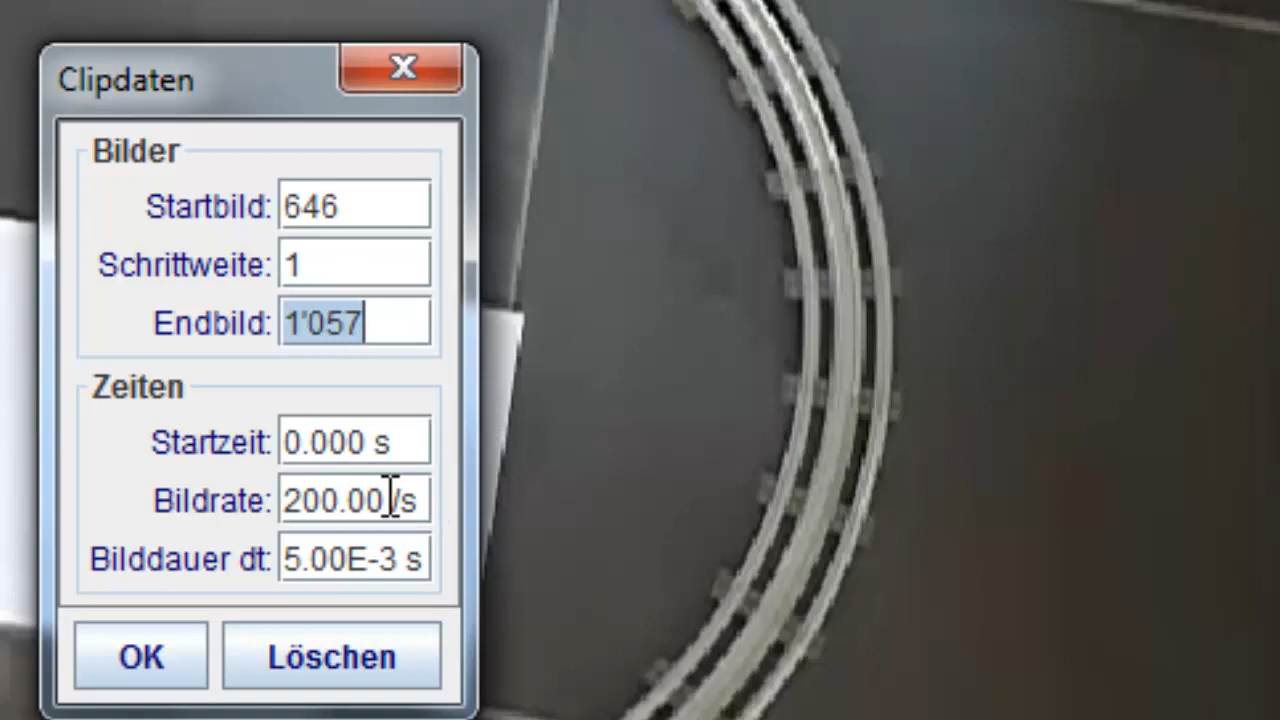 Clipdaten
Bilder
Startbild: 646
Schrittweite: 1
Endbild: 1'057
Zeiten
Startzeit: 0.000 s
Bildrate: 200.00 /s
Bilddauer dt: 5.00E-3 s
OK Löschen